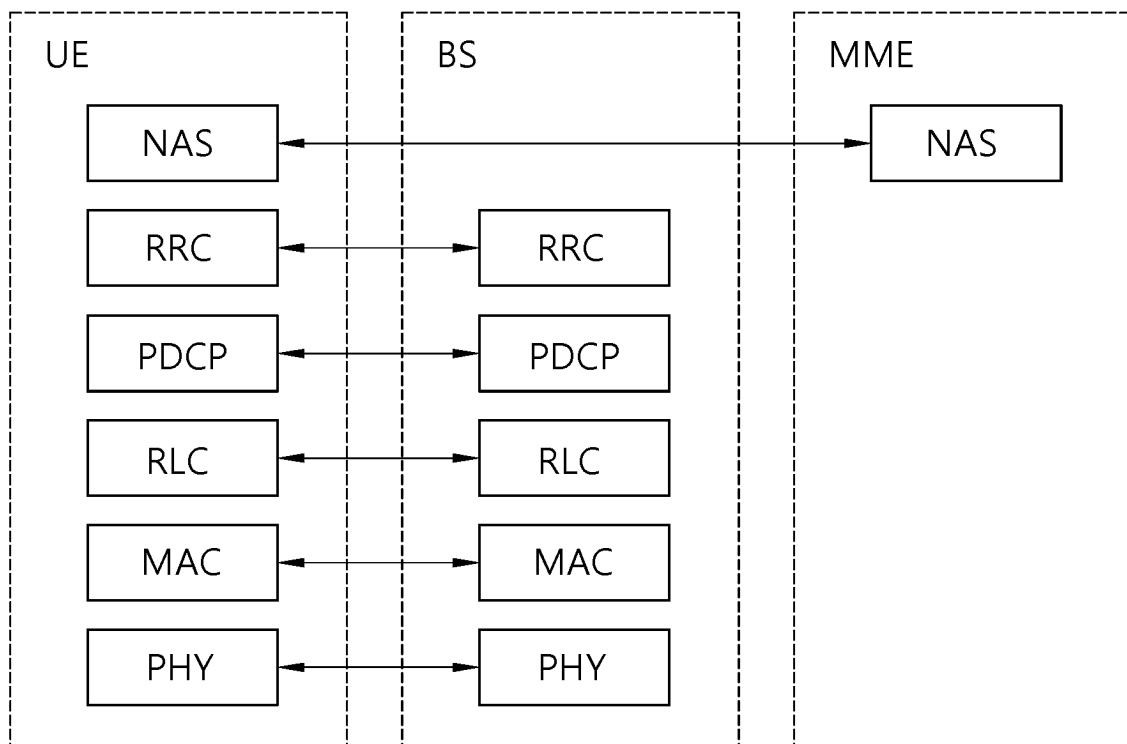 UE BS MME
NAS NAS
RRC RRC
PDCP PDCP
RLC RLC
MAC MAC
PHY PHY